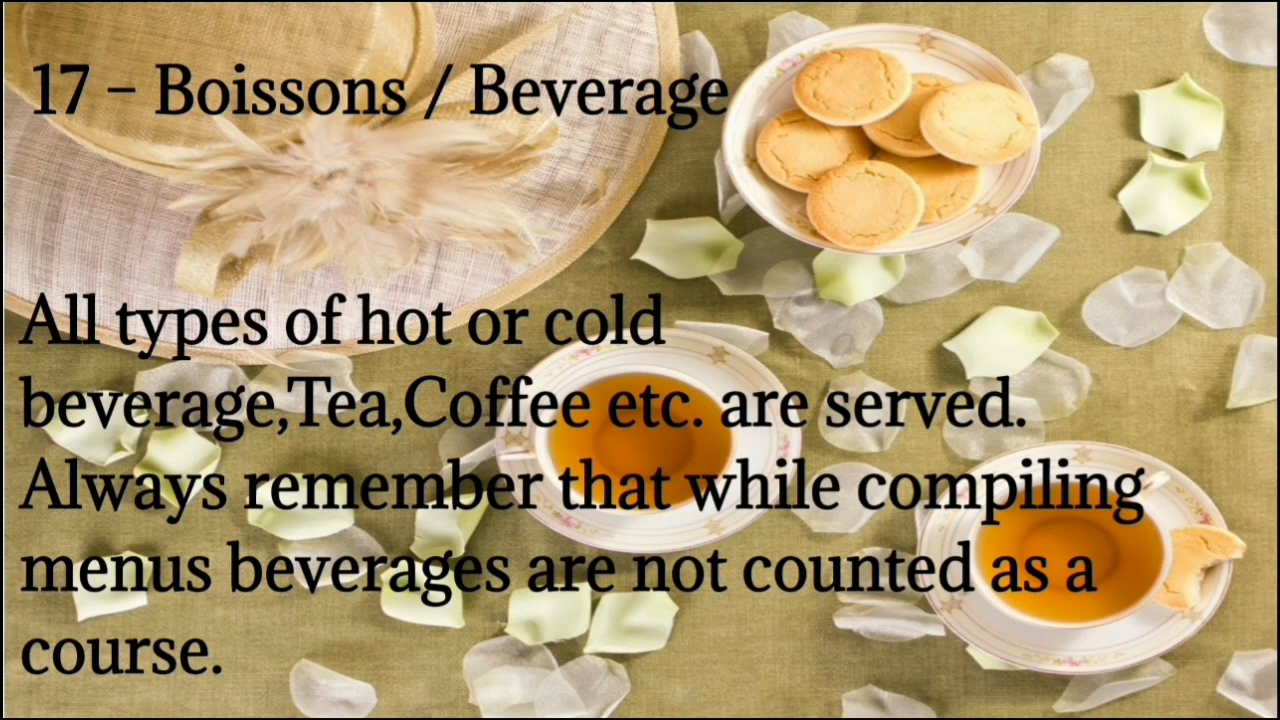 17 – Boissons / Beverage
All types of hot or cold
beverage,Tea,Coffee etc. are served.
Always remember that while compiling
menus beverages are not counted as a
course.